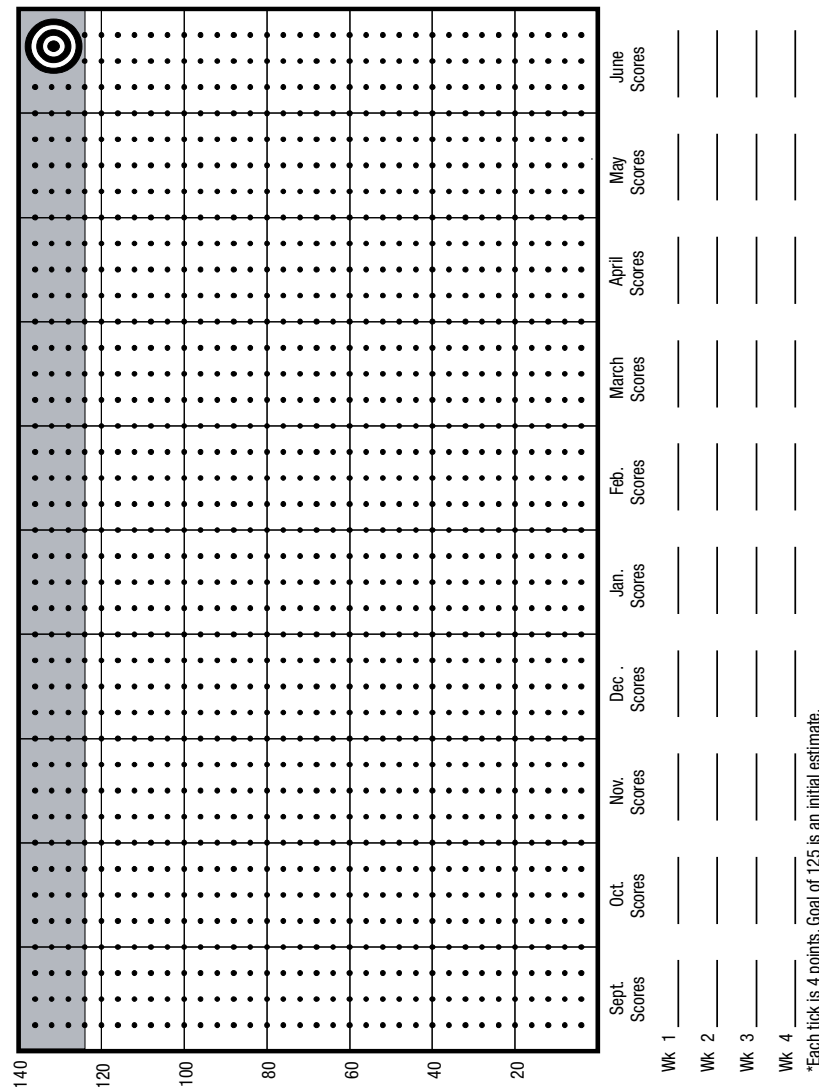 140
120
100
80
60
40
20
Sept. Scores
Oct. Scores
Nov. Scores
Dec . Scores
Jan. Scores
Feb. Scores
March Scores
April Scores
May Scores
June Scores
Wk 1
Wk 2
Wk 3
Wk 4
*Each tick is 4 points. Goal of 125 is an initial estimate.